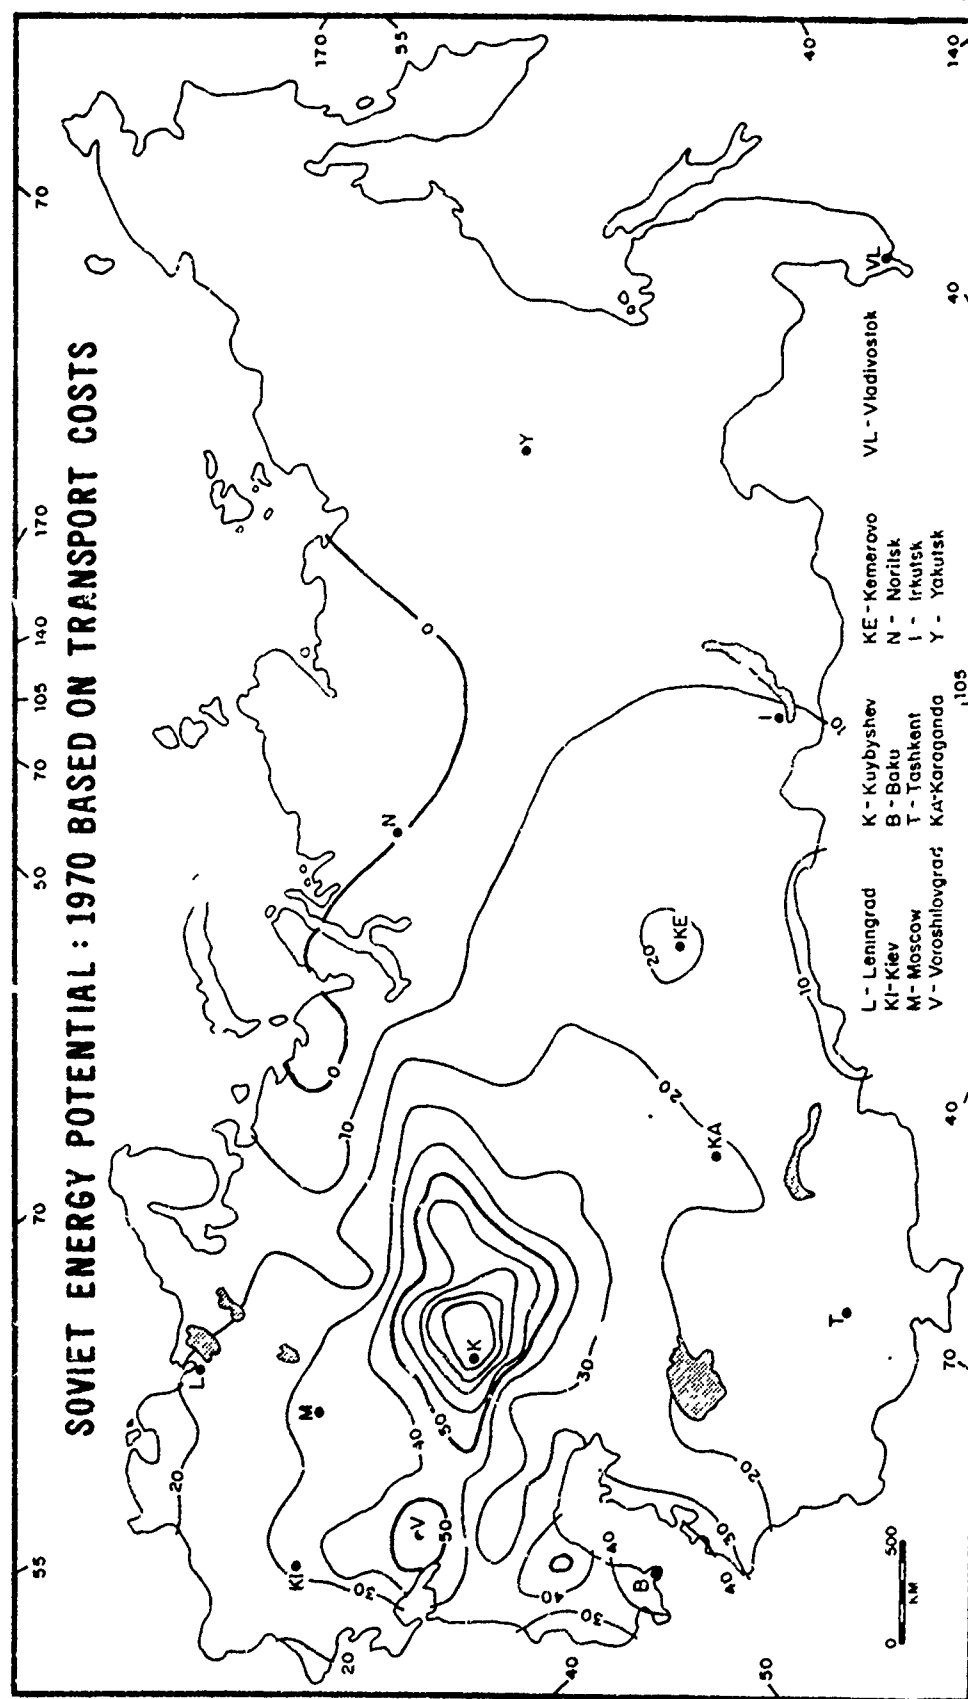 SOVIET ENERGY POTENTIAL : 1970 BASED ON TRANSPORT COSTS
55
70
50
70
105
140
170
70
170
55
40
140
40
105
40
70
50
40
L
M
KI
V
K
B
T
KA
KE
N
I
Y
VL
20
20
30
40
50
50
40
30
40
40
30
30
20
20
20
10
10
10
0
0
L - Leningrad
KI-Kiev
M - Moscow
V - Voroshilovgrad
K - Kuybyshev
B - Baku
T - Tashkent
KA-Karaganda
KE - Kemerovo
N - Norilsk
I - Irkutsk
Y - Yakutsk
VL - Vladivostok
0 500
KM